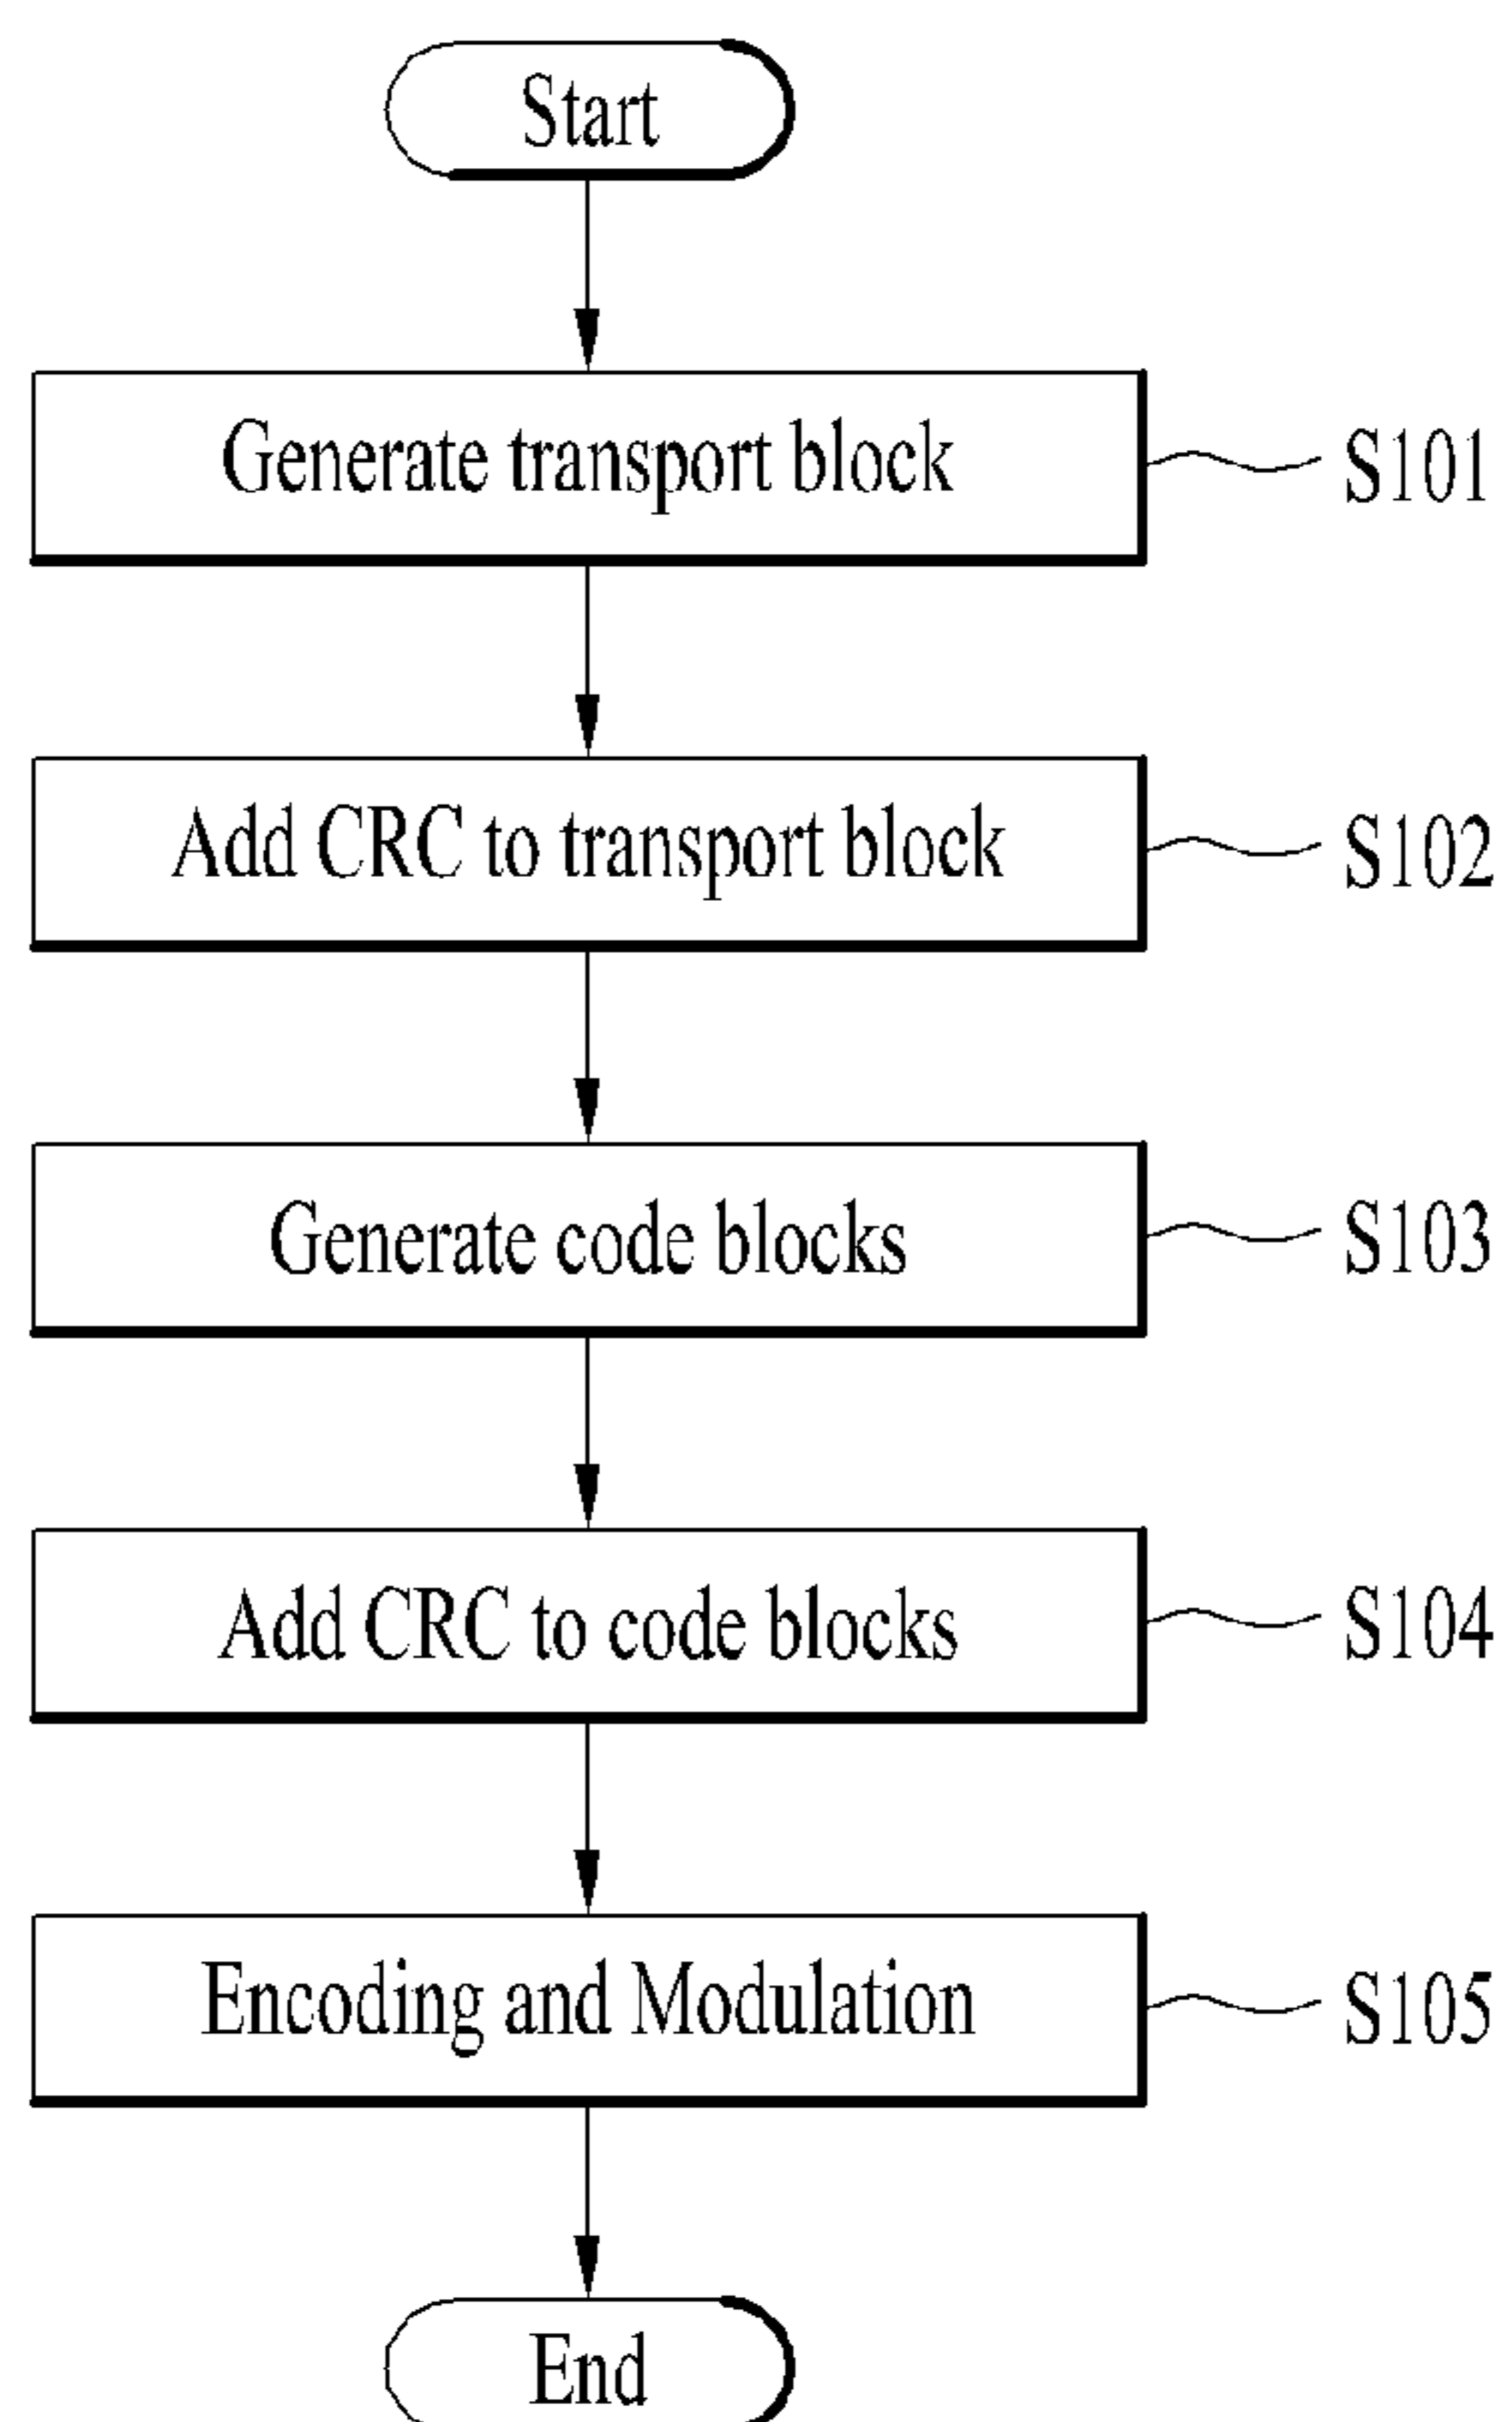 Start
Generate transport block
S101
Add CRC to transport block
S102
Generate code blocks
S103
Add CRC to code blocks
S104
Encoding and Modulation
S105
End